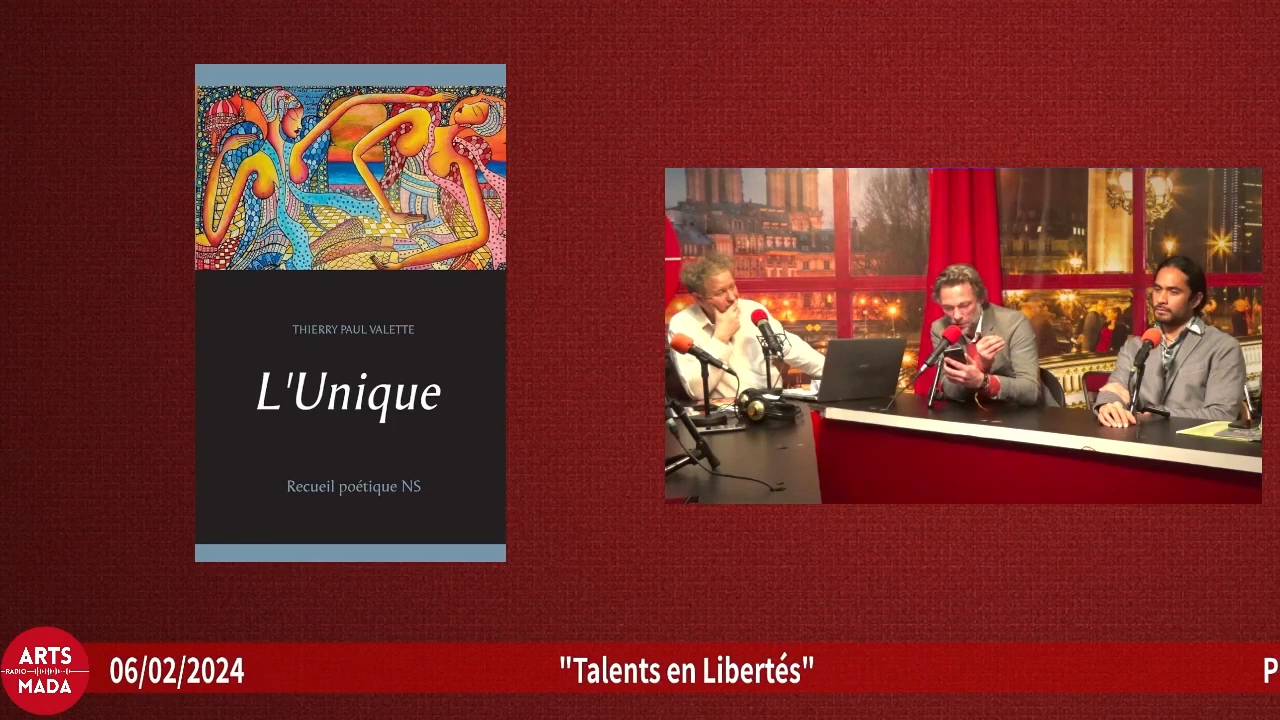 THIERRY PAUL VALETTE
L'Unique
Recueil poétique NS
ARTS
RADIO
MADA
06/02/2024
"Talents en Libertés"
P